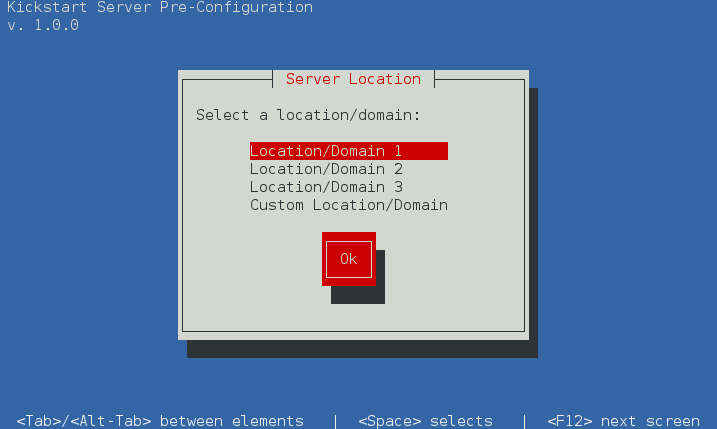 Kickstart Server Pre-Configuration
v. 1.0.0
Server Location
Select a location/domain:
Location/Domain 1
Location/Domain 2
Location/Domain 3
Custom Location/Domain
Ok
<Tab>/<Alt-Tab> between elements | <Space> selects | <F12> next screen